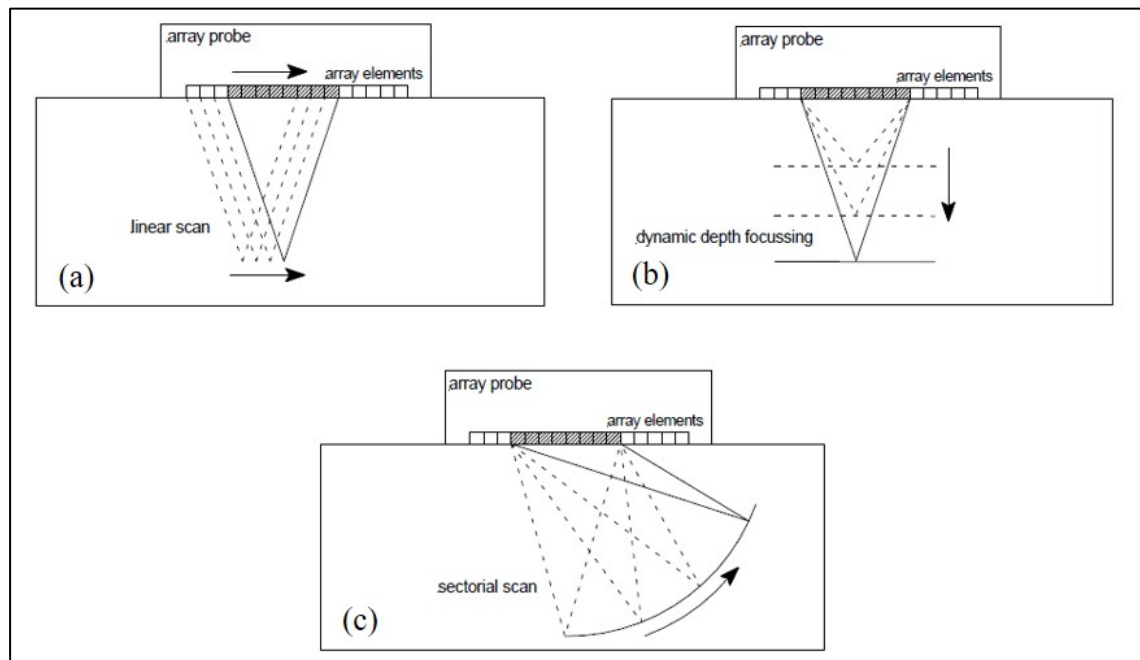 array probe
array elements
linear scan
(a)
array probe
array elements
dynamic depth focussing
(b)
array probe
array elements
sectorial scan
(c)